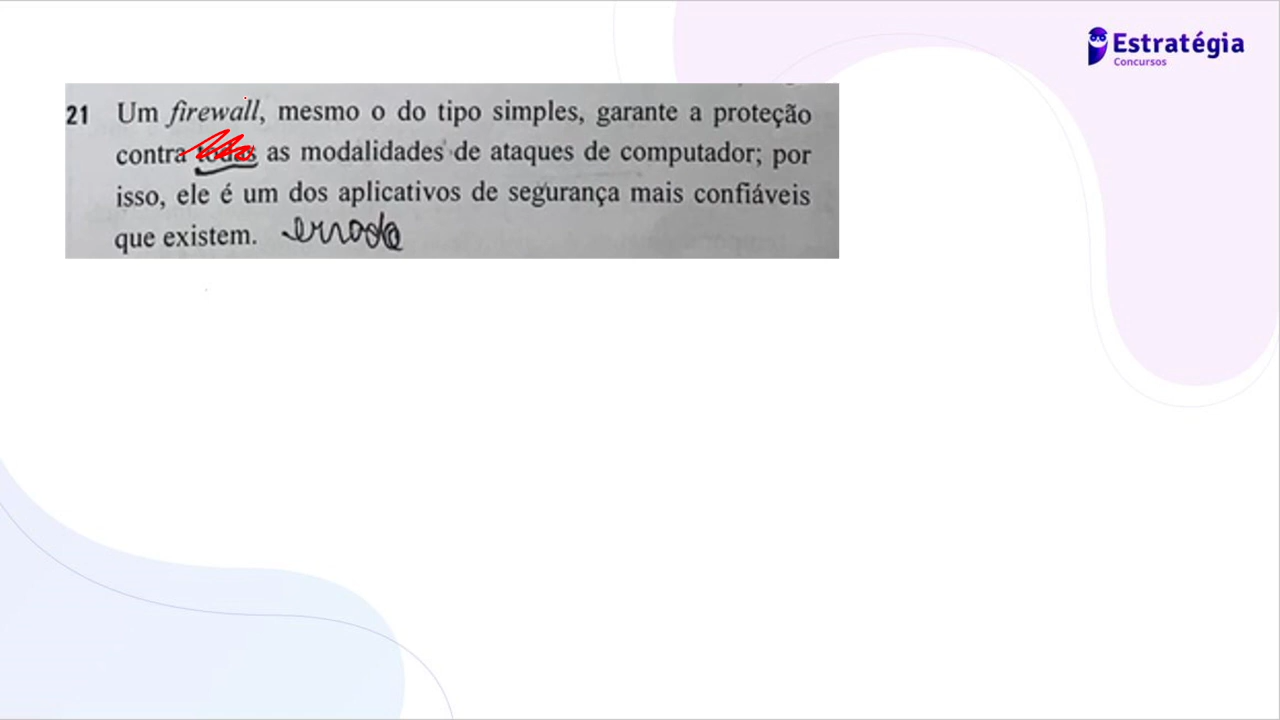 Estratégia
Concursos
21 Um firewall, mesmo o do tipo simples, garante a proteção
contra todas as modalidades de ataques de computador; por
isso, ele é um dos aplicativos de segurança mais confiáveis
que existem. errado